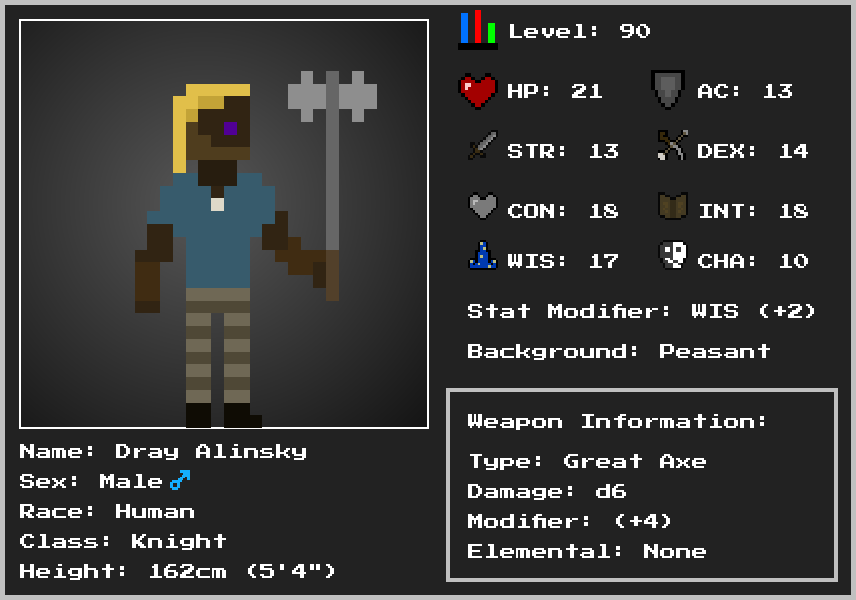 Level: 90
HP: 21
AC: 13
STR: 13
DEX: 14
CON: 18
INT: 18
WIS: 17
CHA: 10
Stat Modifier: WIS (+2)
Background: Peasant
Weapon Information:
Type: Great Axe
Damage: d6
Modifier: (+4)
Elemental: None
Name: Dray Alinsky
Sex: Male ♂
Race: Human
Class: Knight
Height: 162cm (5'4")